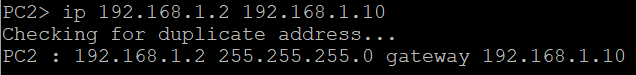 PC2> ip 192.168.1.2 192.168.1.10
Checking for duplicate address...
PC2 : 192.168.1.2 255.255.255.0 gateway 192.168.1.10